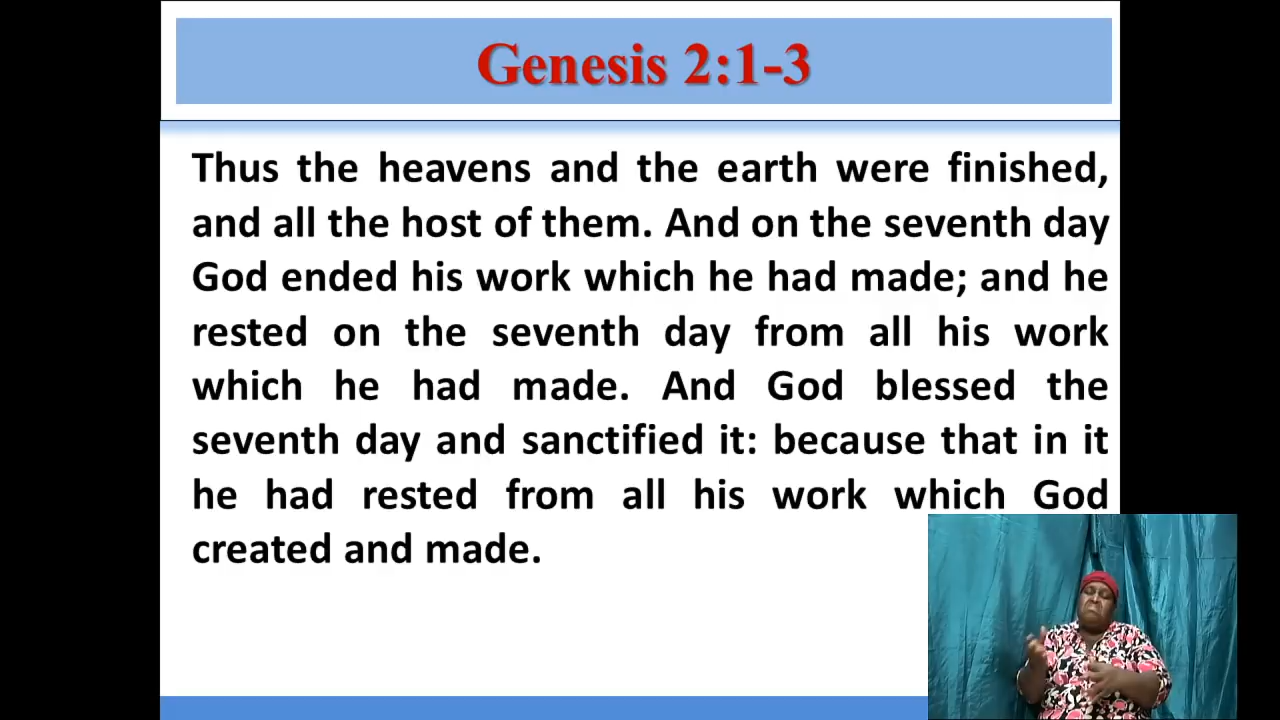 Genesis 2:1-3
Thus the heavens and the earth were finished,
and all the host of them. And on the seventh day
God ended his work which he had made; and he
rested on the seventh day from all his work
which he had made. And God blessed the
seventh day and sanctified it: because that in it
he had rested from all his work which God
created and made.